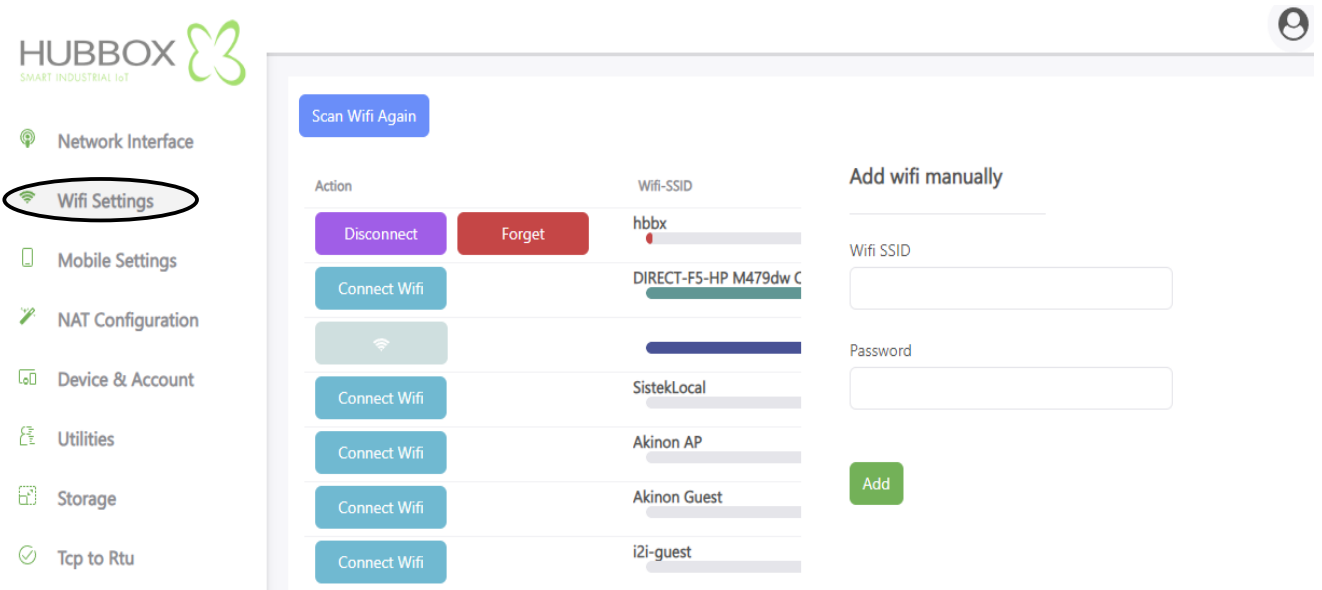 HUBBOX
SMART INDUSTRIAL IoT
Network Interface
Wifi Settings
Mobile Settings
NAT Configuration
Device & Account
Utilities
Storage
Tcp to Rtu
Scan Wifi Again
Action Wifi-SSID
Disconnect Forget hbbx
Connect Wifi DIRECT-F5-HP M479dw C
Connect Wifi SistekLocal
Connect Wifi Akinon AP
Connect Wifi Akinon Guest
Connect Wifi i2i-guest
Add wifi manually
Wifi SSID
Password
Add